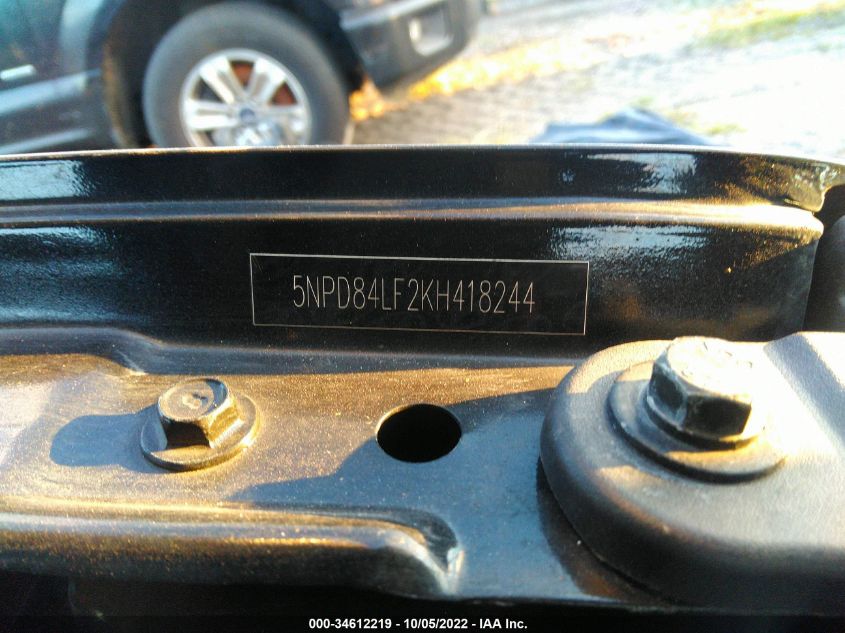 5NPD84LF2KH418244
000-34612219 • 10/05/2022 • IAA Inc.